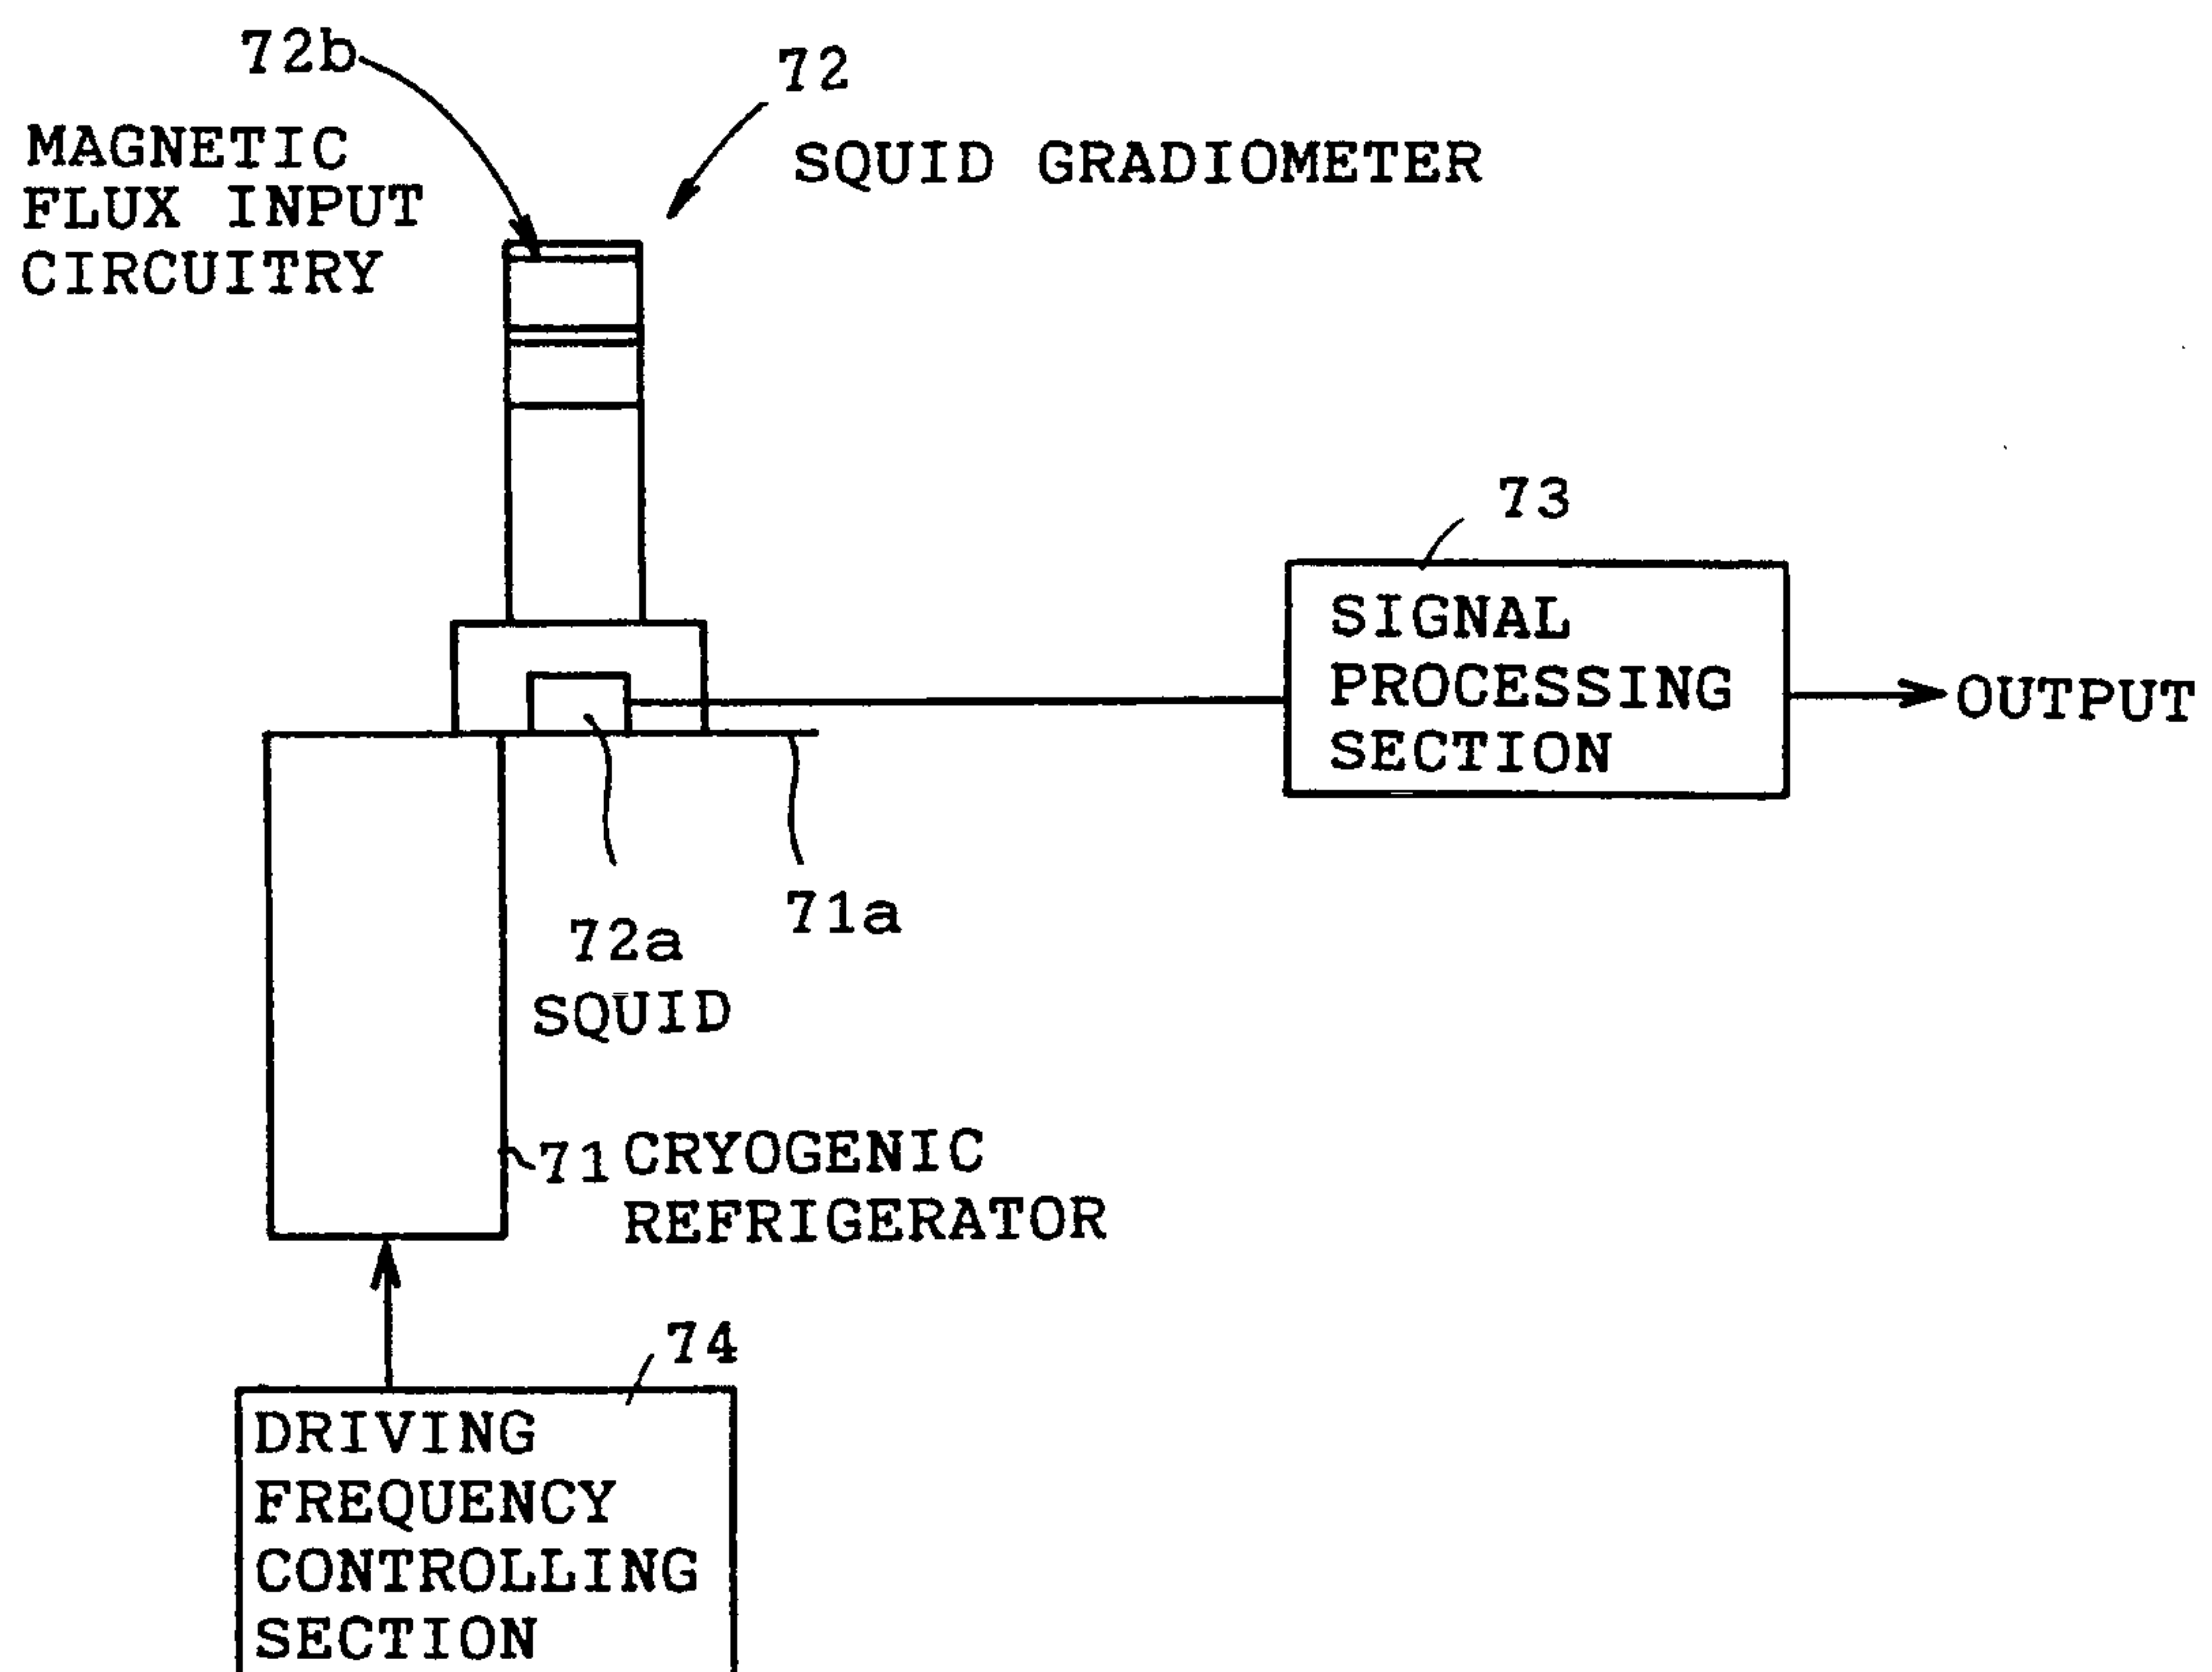 72b
MAGNETIC
FLUX INPUT
CIRCUITRY
72
SQUID GRADIOMETER
73
SIGNAL
PROCESSING
SECTION
OUTPUT
71a
72a
SQUID
71
CRYOGENIC
REFRIGERATOR
74
DRIVING
FREQUENCY
CONTROLLING
SECTION